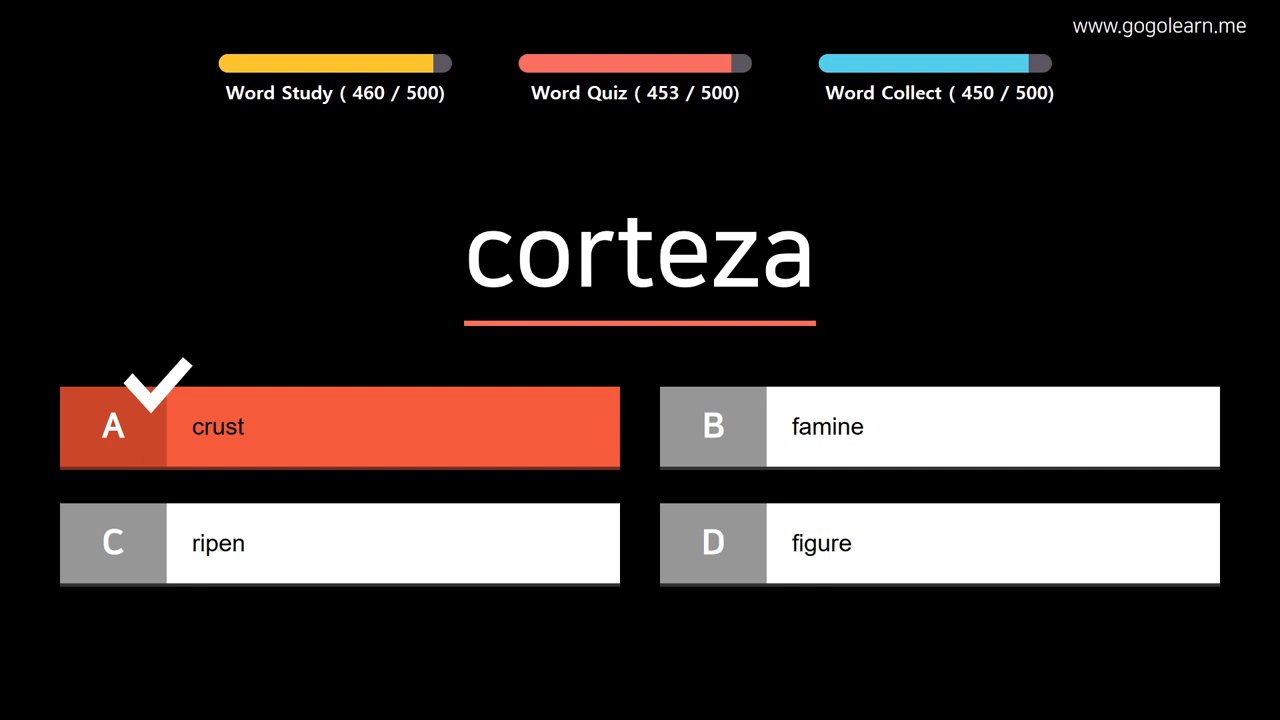 www.gogolearn.me
Word Study ( 460 / 500)
Word Quiz ( 453 / 500)
Word Collect ( 450 / 500)
corteza
A crust
B famine
C ripen
D figure